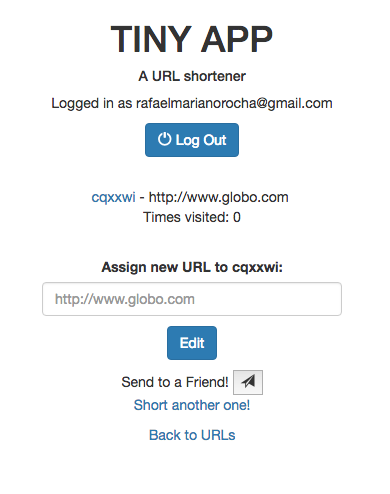 TINY APP
A URL shortener
Logged in as rafaelmarianorocha@gmail.com
Log Out
cqxxwi - http://www.globo.com
Times visited: 0
Assign new URL to cqxxwi:
http://www.globo.com
Edit
Send to a Friend!
Short another one!
Back to URLs